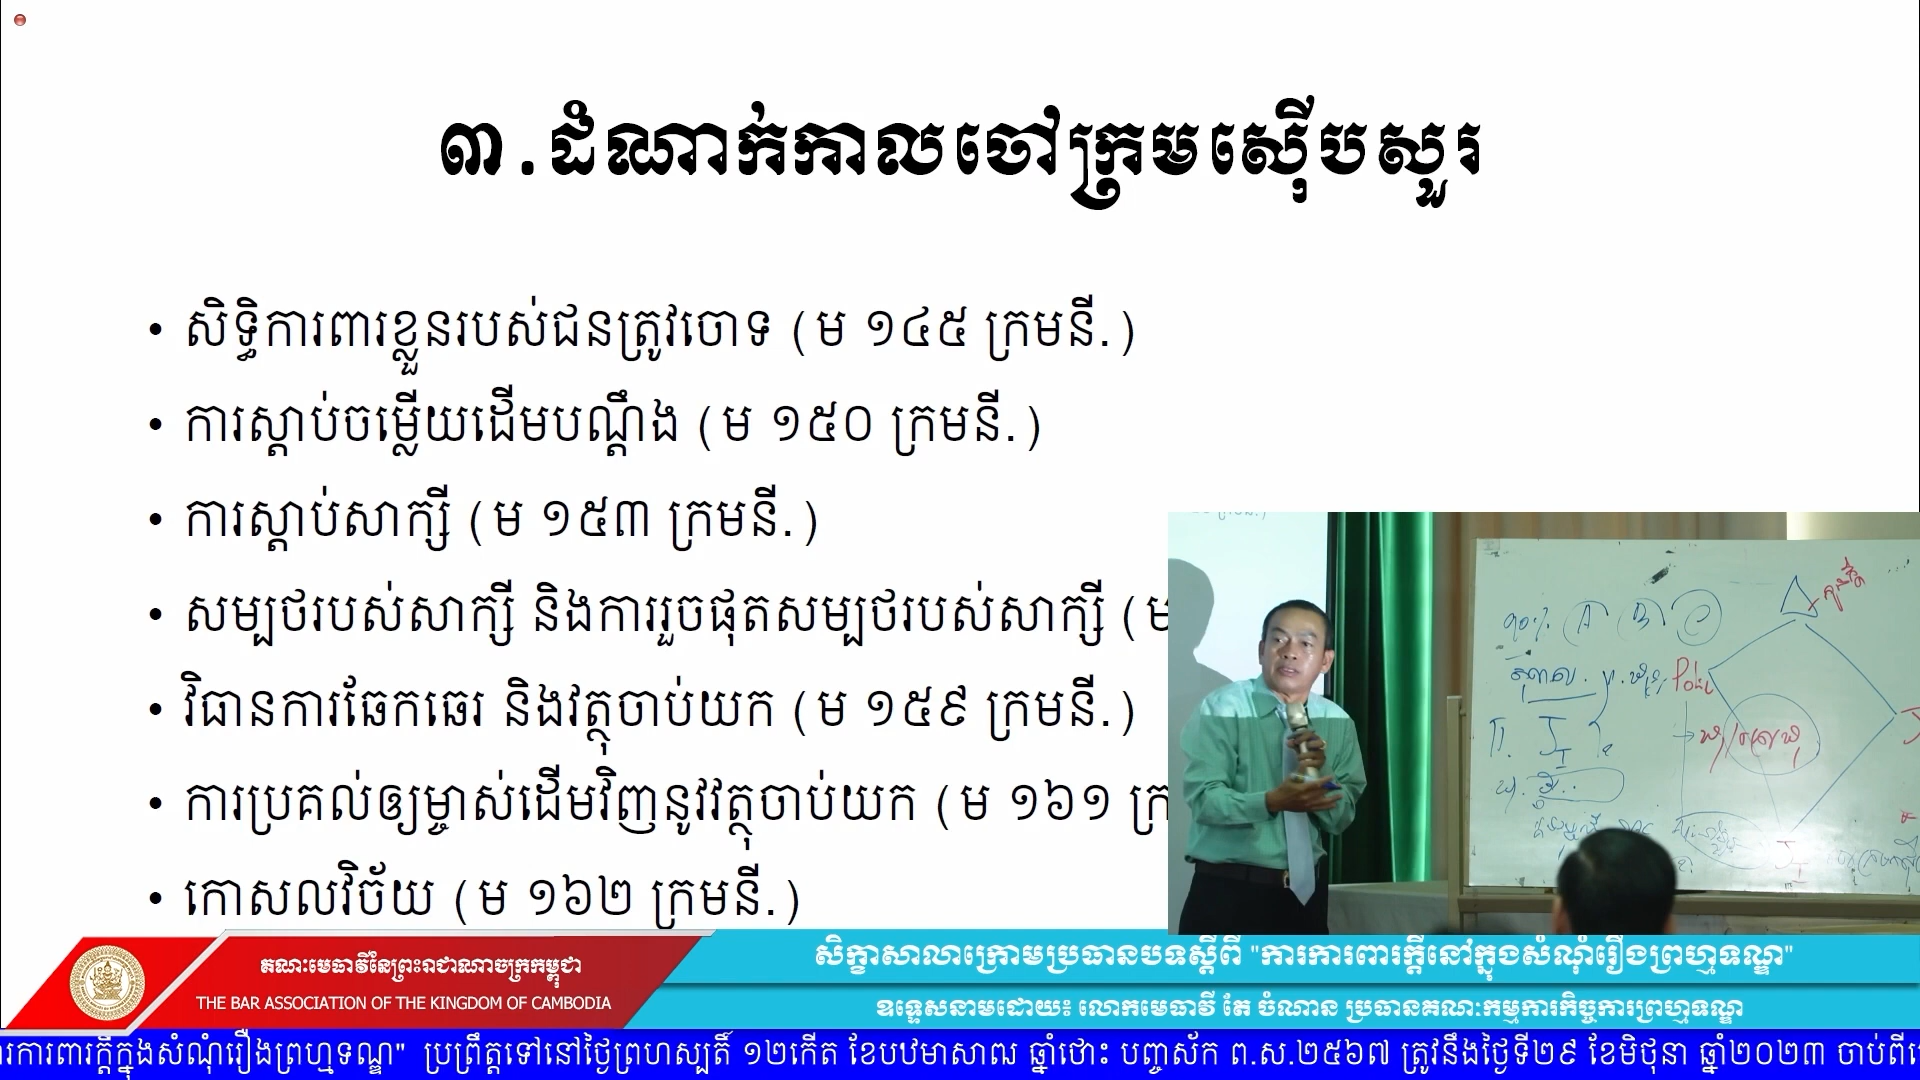 ៣.ដំណាក់កាលចៅក្រមស៊ើបសួរ
• សិទ្ធិការពារខ្លួនរបស់ជនត្រូវចោទ (ម ១៤៥ ក្រមនី.)
• ការស្តាប់ចម្លើយដើមបណ្តឹង (ម ១៥០ ក្រមនី.)
• ការស្តាប់សាក្សី (ម ១៥៣ ក្រមនី.)
• សម្បថរបស់សាក្សី និងការរួចផុតសម្បថរបស់សាក្សី (ម
• វិធានការឆែកឆេរ និងវត្ថុចាប់យក (ម ១៥៩ ក្រមនី.)
• ការប្រគល់ឲ្យម្ចាស់ដើមវិញនូវវត្ថុចាប់យក (ម ១៦១ ក្រ
• កោសលវិច័យ (ម ១៦២ ក្រមនី.)
A B C
គណៈមេធាវីនៃព្រះរាជាណាចក្រកម្ពុជា
THE BAR ASSOCIATION OF THE KINGDOM OF CAMBODIA
សិក្ខាសាលាក្រោមប្រធានបទស្តីពី "ការការពារក្តីនៅក្នុងសំណុំរឿងព្រហ្មទណ្ឌ"
ឧទ្ទេសនាមដោយ៖ លោកមេធាវី តែ ចំណាន ប្រធានគណៈកម្មការកិច្ចការព្រហ្មទណ្ឌ
រការពារក្តីក្នុងសំណុំរឿងព្រហ្មទណ្ឌ" ប្រព្រឹត្តទៅនៅថ្ងៃព្រហស្បតិ៍ ១២កើត ខែបឋមាសាឍ ឆ្នាំថោះ បញ្ចស័ក ព.ស.២៥៦៧ ត្រូវនឹងថ្ងៃទី២៩ ខែមិថុនា ឆ្នាំ២០២៣ ចាប់ពី